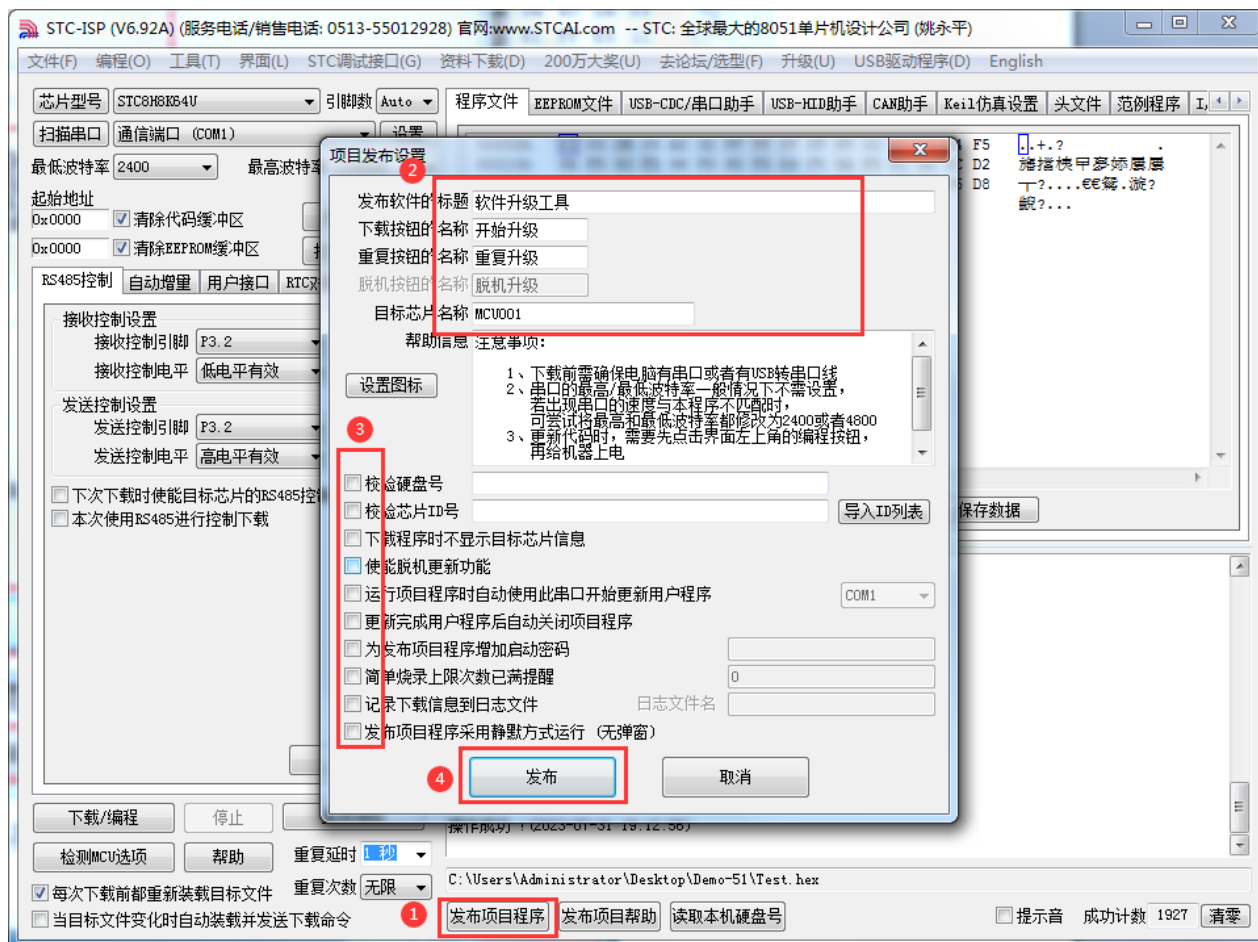 STC-ISP (V6.92A) (服务电话/销售电话: 0513-55012928) 官网:www.STCAI.com -- STC: 全球最大的8051单片机设计公司 (姚永平)
文件(F) 编程(O) 工具(T) 界面(L) STC调试接口(G) 资料下载(D) 200万大奖(U) 去论坛/选型(F) 升级(U) USB驱动程序(D) English
芯片型号 STC8H8K64U 引脚数 Auto 程序文件 EEPROM文件 USB-CDC/串口助手 USB-HID助手 CAN助手 Keil仿真设置 头文件 范例程序 I,
扫描串口 通信端口 (COM1) 设置
最低波特率 2400 最高波特率
起始地址
0x0000 清除代码缓冲区
0x0000 清除EEPROM缓冲区
RS485控制 自动增量 用户接口
接收控制设置
接收控制引脚 P3.2
接收控制电平 低电平有效
发送控制设置
发送控制引脚 P3.2
发送控制电平 高电平有效
下次下载时使能目标芯片的RS485控
本次使用RS485进行控制下载
项目发布设置
2
发布软件的标题 软件升级工具
下载按钮的名称 开始升级
重复按钮的名称 重复升级
脱机按钮的名称 脱机升级
目标芯片名称 MCU001
帮助信息 注意事项:
1、下载前需确保电脑有串口或者有USB转串口线
设置图标
2、串口的最高/最低波特率一般情况下不需设置,
若出现串口的速度与本程序不匹配时,
可尝试将最高和最低波特率都修改为2400或者4800
3、更新代码时,需要先点击界面左上角的编程按钮,
再给机器上电
3
校验硬盘号
校验芯片ID号 导入ID列表
下载程序时不显示目标芯片信息
使能脱机更新功能
运行项目程序时自动使用此串口开始更新用户程序 COM1
更新完成用户程序后自动关闭项目程序
为发布项目程序增加启动密码
简单烧录上限次数已满提醒 0
记录下载信息到日志文件 日志文件名
发布项目程序采用静默方式运行 (无弹窗)
4 发布 取消
F5
D2
D8
保存数据
下载/编程 停止
操作成功 !(2023-01-31 19:12:56)
检测MCU选项 帮助 重复延时 1 秒
每次下载前都重新装载目标文件 重复次数 无限 C:\Users\Administrator\Desktop\Demo-51\Test.hex
当目标文件变化时自动装载并发送下载命令 1 发布项目程序 发布项目帮助 读取本机硬盘号 提示音 成功计数 1927 清零